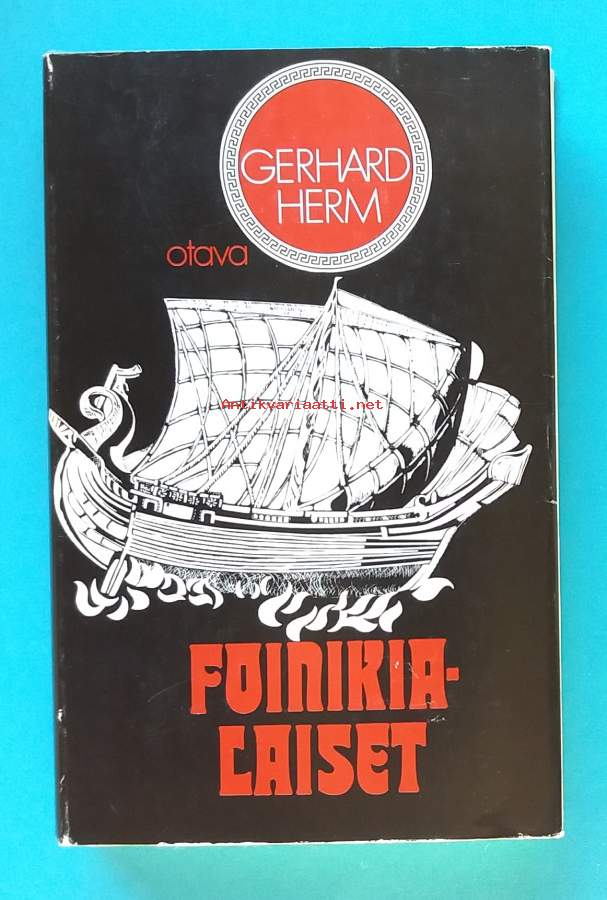 GERHARD
HERM
otava
Antikvariaatti.net
FOINIKIA-
LAISET